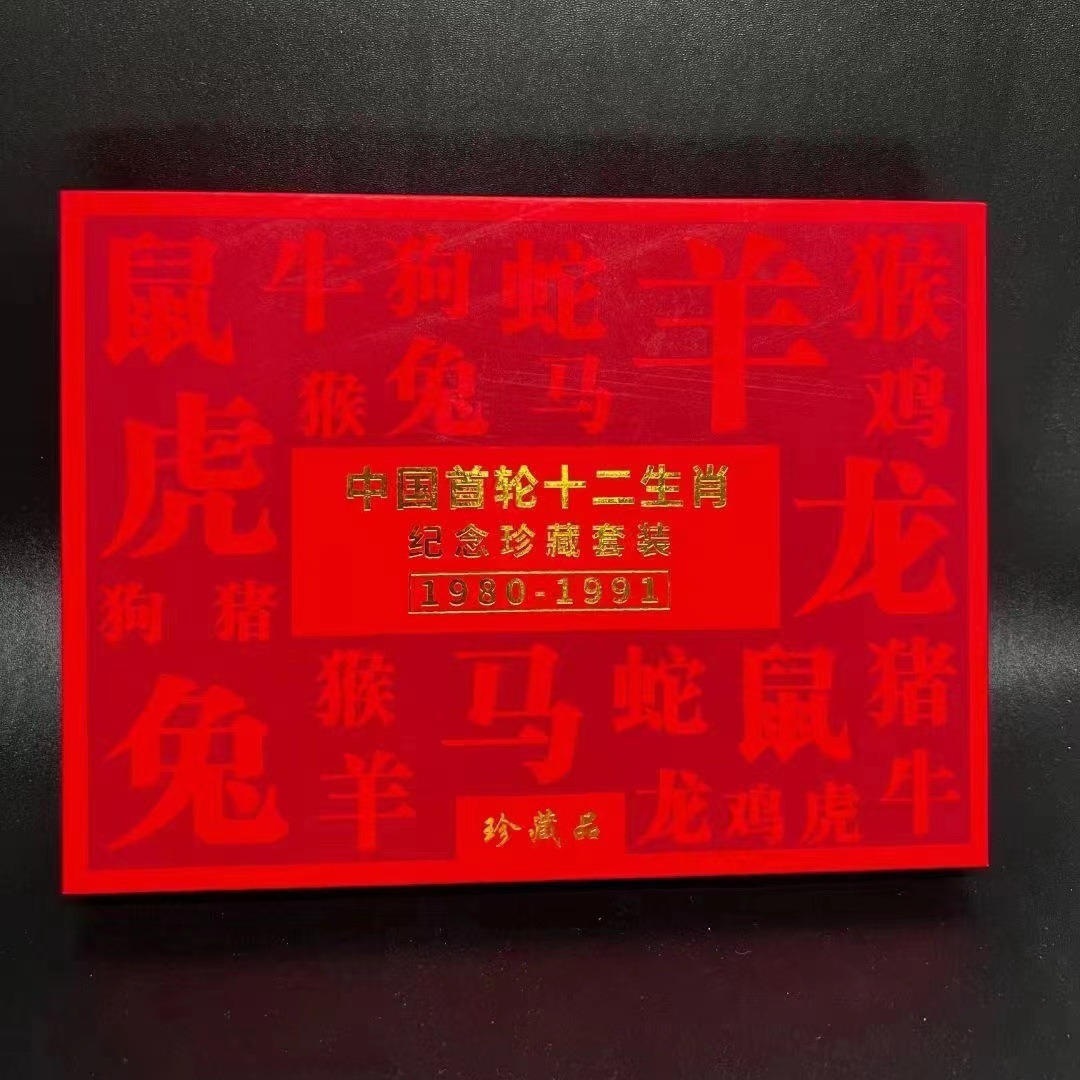 鼠 牛 狗 蛇 羊 猴
猴 兔 马 鸡
虎 龙
中国首轮十二生肖
纪念珍藏套装
1980-1991
狗 猪
兔 猴 马 蛇 鼠 猪
羊 龙 鸡 虎 牛
珍藏品